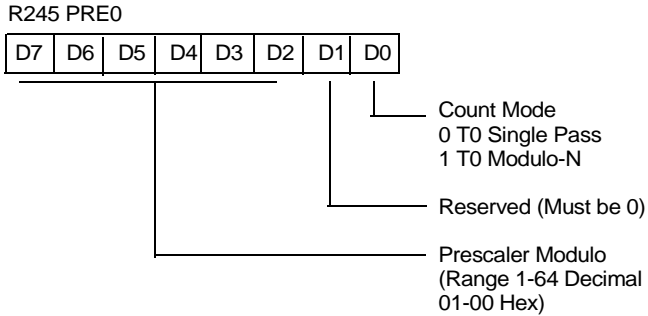 R245 PRE0
D7 D6 D5 D4 D3 D2 D1 D0
Count Mode
0 T0 Single Pass
1 T0 Modulo-N
Reserved (Must be 0)
Prescaler Modulo
(Range 1-64 Decimal
01-00 Hex)